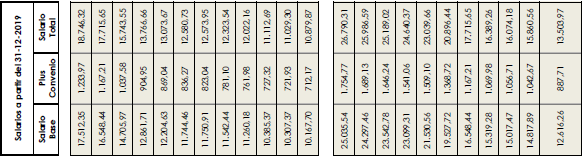 Salarios a partir del 31-12-2019
Salario Base Plus Convenio Salario Total
17.512,35 1.233,97 18.746,32
16.548,44 1.167,21 17.715,65
14.705,97 1.037,58 15.743,55
12.861,71 904,95 13.766,66
12.204,63 869,04 13.073,67
11.744,46 836,27 12.580,73
11.750,91 823,04 12.573,95
11.542,44 781,10 12.323,54
11.260,18 761,98 12.022,16
10.385,37 727,32 11.112,69
10.307,37 721,93 11.029,30
10.167,70 712,17 10.879,87
25.035,54 1.754,77 26.790,31
24.297,46 1.689,13 25.986,59
23.542,78 1.646,24 25.189,02
23.099,31 1.541,06 24.640,37
21.530,56 1.509,10 23.039,66
19.527,72 1.368,72 20.896,44
16.548,44 1.167,21 17.715,65
15.319,28 1.069,98 16.389,26
15.017,47 1.056,71 16.074,18
14.817,89 1.042,67 15.860,56
12.616,26 887,71 13.503,97